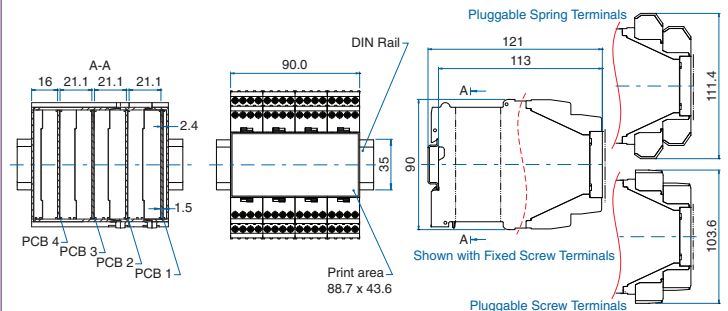 Pluggable Spring Terminals
DIN Rail
121
A-A
90.0
113
16 21.1 21.1 21.1
A
111.4
2.4
35
90
1.5
PCB 4
PCB 3
PCB 2
PCB 1
A
Shown with Fixed Screw Terminals
103.6
Print area
88.7 x 43.6
Pluggable Screw Terminals